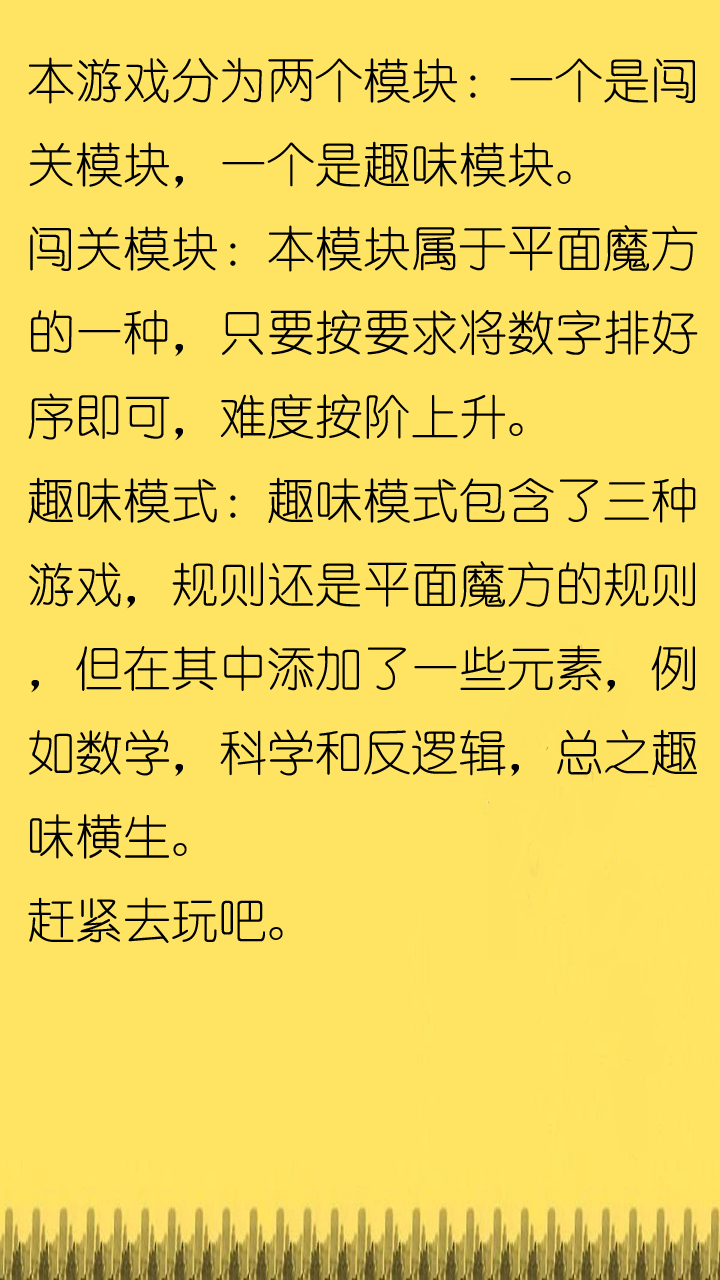 本游戏分为两个模块：一个是闯
关模块，一个是趣味模块。
闯关模块：本模块属于平面魔方
的一种，只要按要求将数字排好
序即可，难度按阶上升。
趣味模式：趣味模式包含了三种
游戏，规则还是平面魔方的规则
，但在其中添加了一些元素，例
如数学，科学和反逻辑，总之趣
味横生。
赶紧去玩吧。